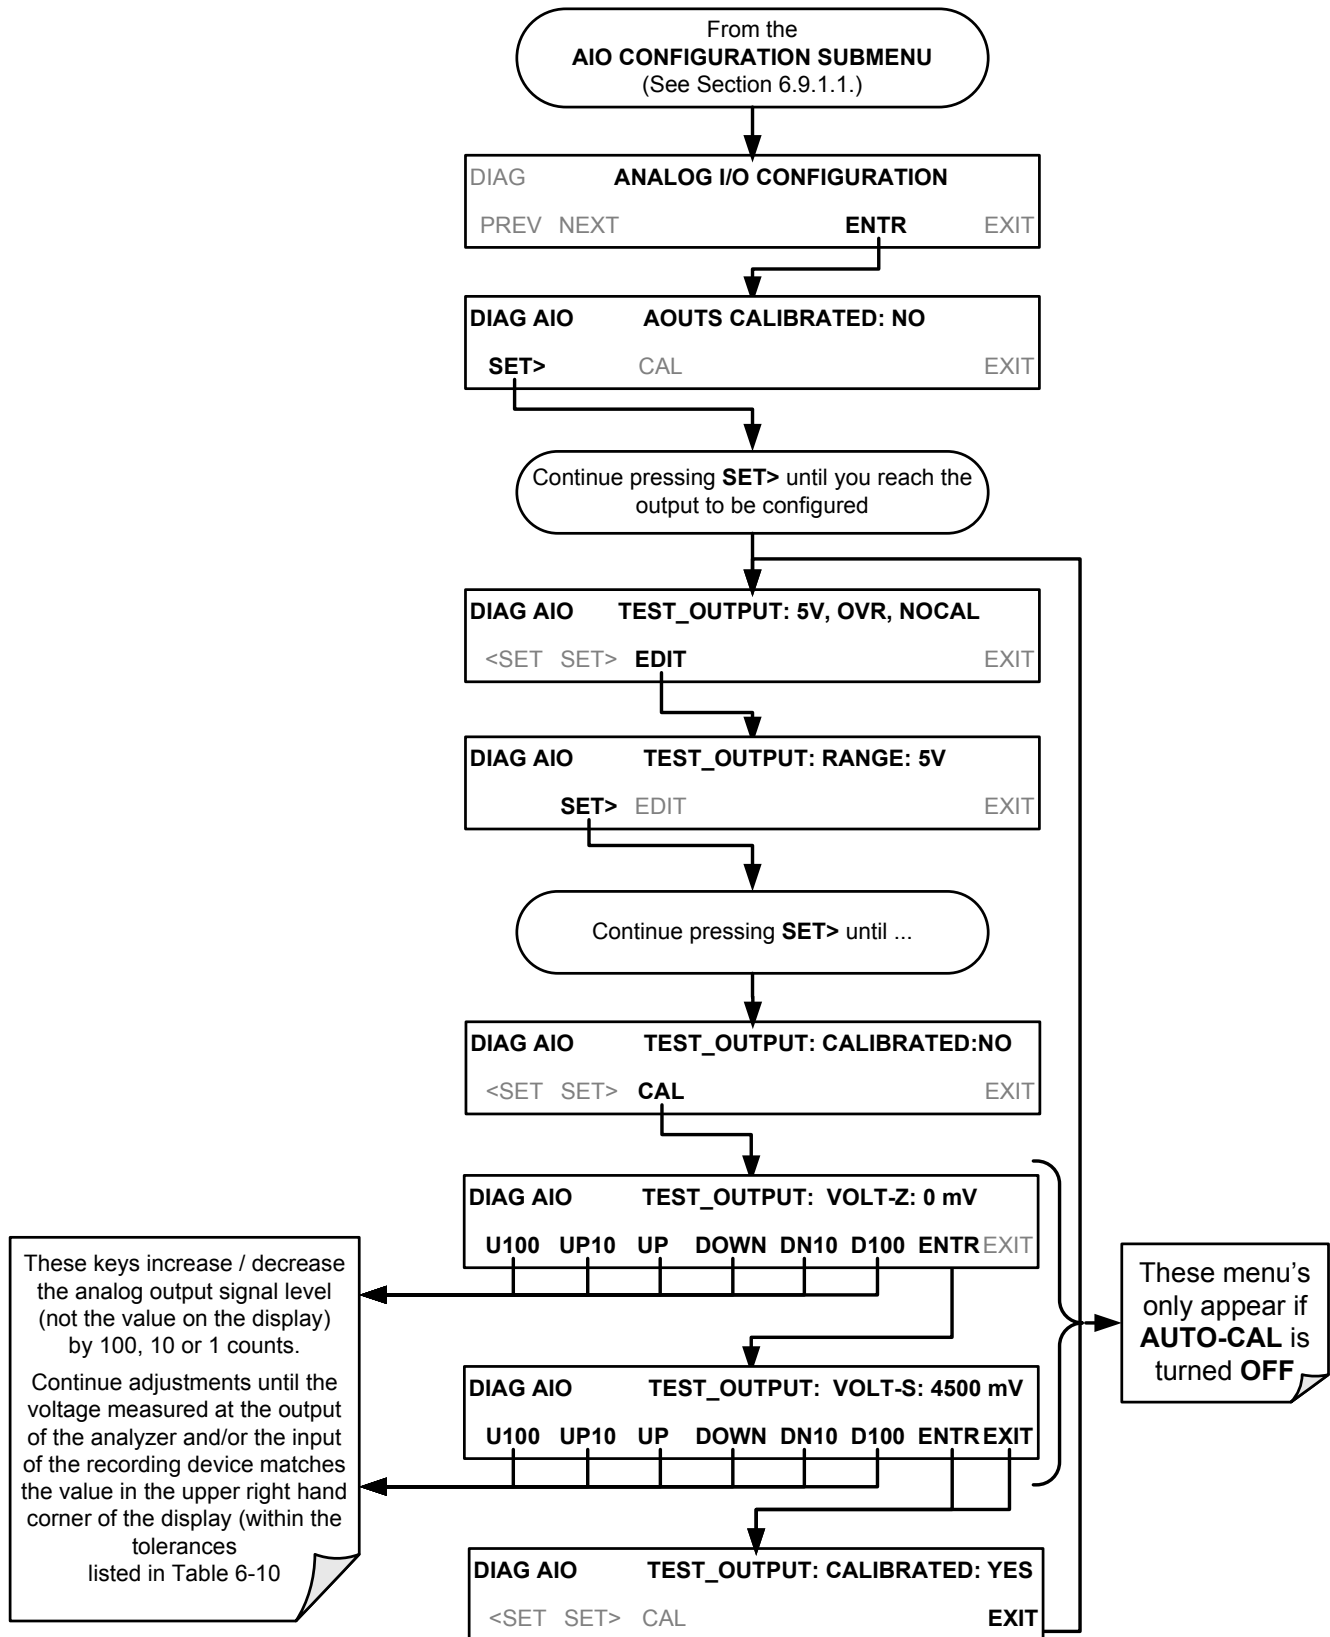 From the
AIO CONFIGURATION SUBMENU
(See Section 6.9.1.1.)
DIAG ANALOG I/O CONFIGURATION
PREV NEXT ENTR EXIT
DIAG AIO AOUTS CALIBRATED: NO
SET> CAL EXIT
Continue pressing SET> until you reach the
output to be configured
DIAG AIO TEST_OUTPUT: 5V, OVR, NOCAL
<SET SET> EDIT EXIT
DIAG AIO TEST_OUTPUT: RANGE: 5V
SET> EDIT EXIT
Continue pressing SET> until ...
DIAG AIO TEST_OUTPUT: CALIBRATED:NO
<SET SET> CAL EXIT
DIAG AIO TEST_OUTPUT: VOLT-Z: 0 mV
U100 UP10 UP DOWN DN10 D100 ENTR EXIT
These keys increase / decrease
the analog output signal level
(not the value on the display)
by 100, 10 or 1 counts.
Continue adjustments until the
voltage measured at the output
of the analyzer and/or the input
of the recording device matches
the value in the upper right hand
corner of the display (within the
tolerances
listed in Table 6-10
These menu's
only appear if
AUTO-CAL is
turned OFF
DIAG AIO TEST_OUTPUT: VOLT-S: 4500 mV
U100 UP10 UP DOWN DN10 D100 ENTR EXIT
DIAG AIO TEST_OUTPUT: CALIBRATED: YES
<SET SET> CAL EXIT